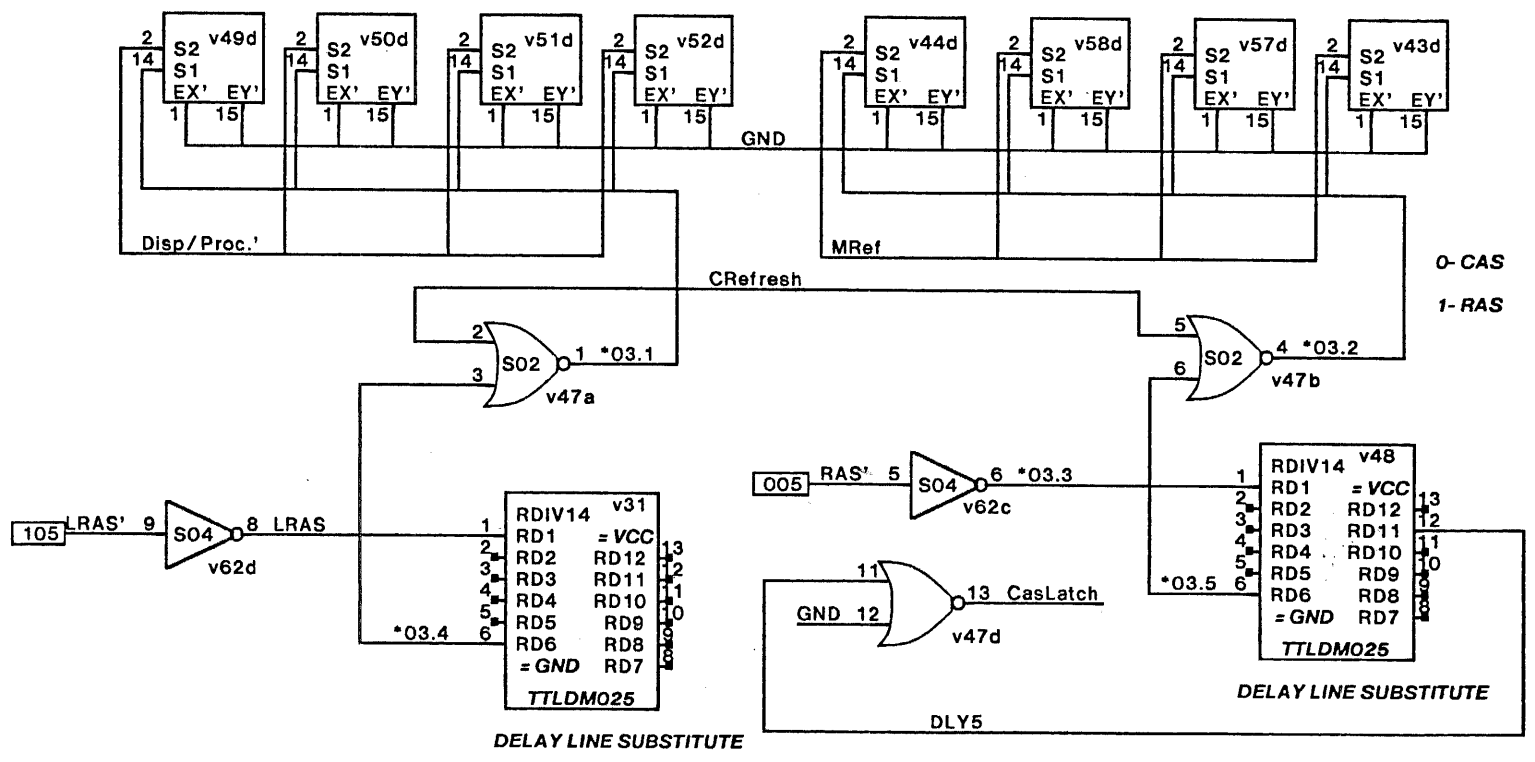 v49d
2
S2
14
S1
EX' EY'
1 15
v50d
2
S2
14
S1
EX' EY'
1 15
v51d
2
S2
14
S1
EX' EY'
1 15
v52d
2
S2
14
S1
EX' EY'
1 15
v44d
2
S2
14
S1
EX' EY'
1 15
v58d
2
S2
14
S1
EX' EY'
1 15
v57d
2
S2
14
S1
EX' EY'
1 15
v43d
2
S2
14
S1
EX' EY'
1 15
GND
Disp/Proc.'
MRef
0- CAS
1- RAS
CRefresh
2
3
S02
1 *03.1
v47a
5
6
S02
4 *03.2
v47b
105 LRAS' 9 S04 8 LRAS
v62d
1
v31
RDIV14
RD1 = VCC
2 RD2 RD12 13
3 RD3 RD11 12
4 RD4 RD10 11
5 RD5 RD9 10
*03.4 6 RD6 RD8 9
= GND RD7 8
TTLDM025
DELAY LINE SUBSTITUTE
005 RAS' 5 S04 6 *03.3
v62c
11
GND 12
13 CasLatch
v47d
1
v48
RDIV14
RD1 = VCC
2 RD2 RD12 13
3 RD3 RD11 12
4 RD4 RD10 11
5 RD5 RD9 10
*03.5 6 RD6 RD8 9
= GND RD7 8
TTLDM025
DELAY LINE SUBSTITUTE
DLY5